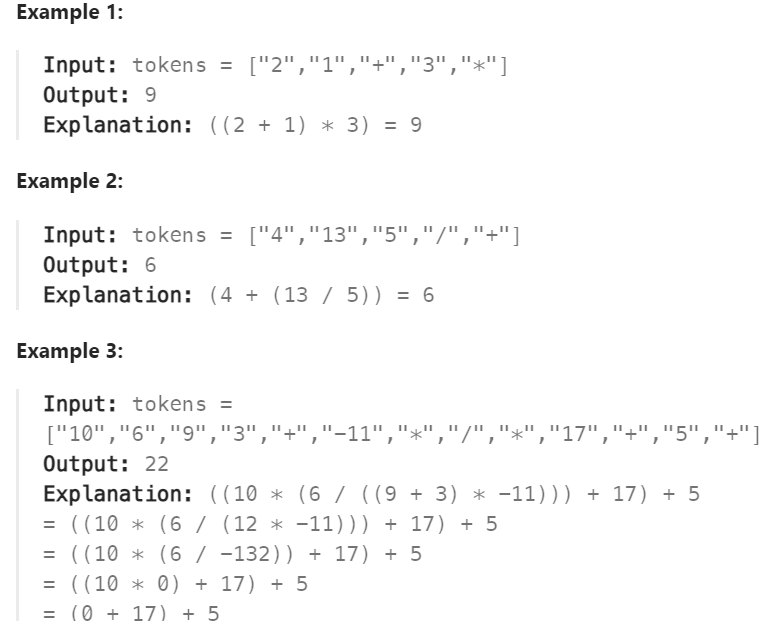 Example 1:
Input: tokens = ["2","1","+","3","*"]
Output: 9
Explanation: ((2 + 1) * 3) = 9
Example 2:
Input: tokens = ["4","13","5","/","+"]
Output: 6
Explanation: (4 + (13 / 5)) = 6
Example 3:
Input: tokens =
["10","6","9","3","+","-11","*","/","*","17","+","5","+"]
Output: 22
Explanation: ((10 * (6 / ((9 + 3) * -11))) + 17) + 5
= ((10 * (6 / (12 * -11))) + 17) + 5
= ((10 * (6 / -132)) + 17) + 5
= ((10 * 0) + 17) + 5
= (0 + 17) + 5